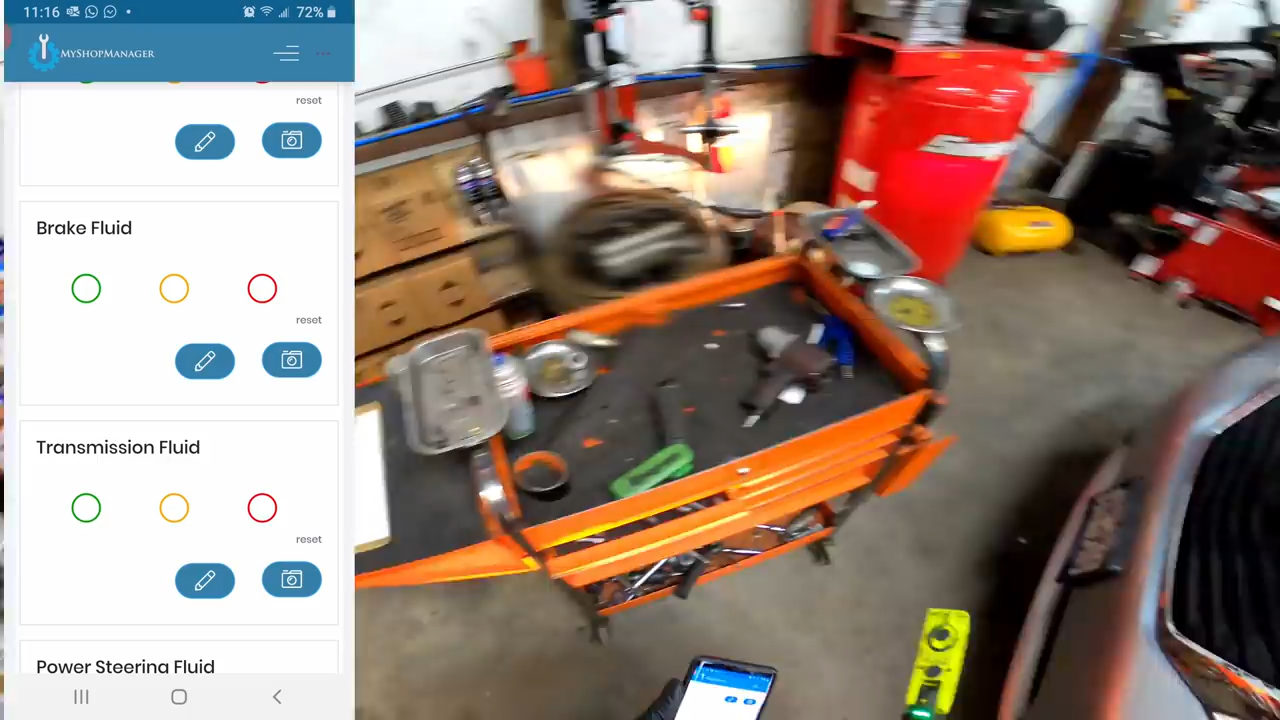 11:16
72%
MYSHOPMANAGER
reset
Brake Fluid
reset
Transmission Fluid
reset
Power Steering Fluid